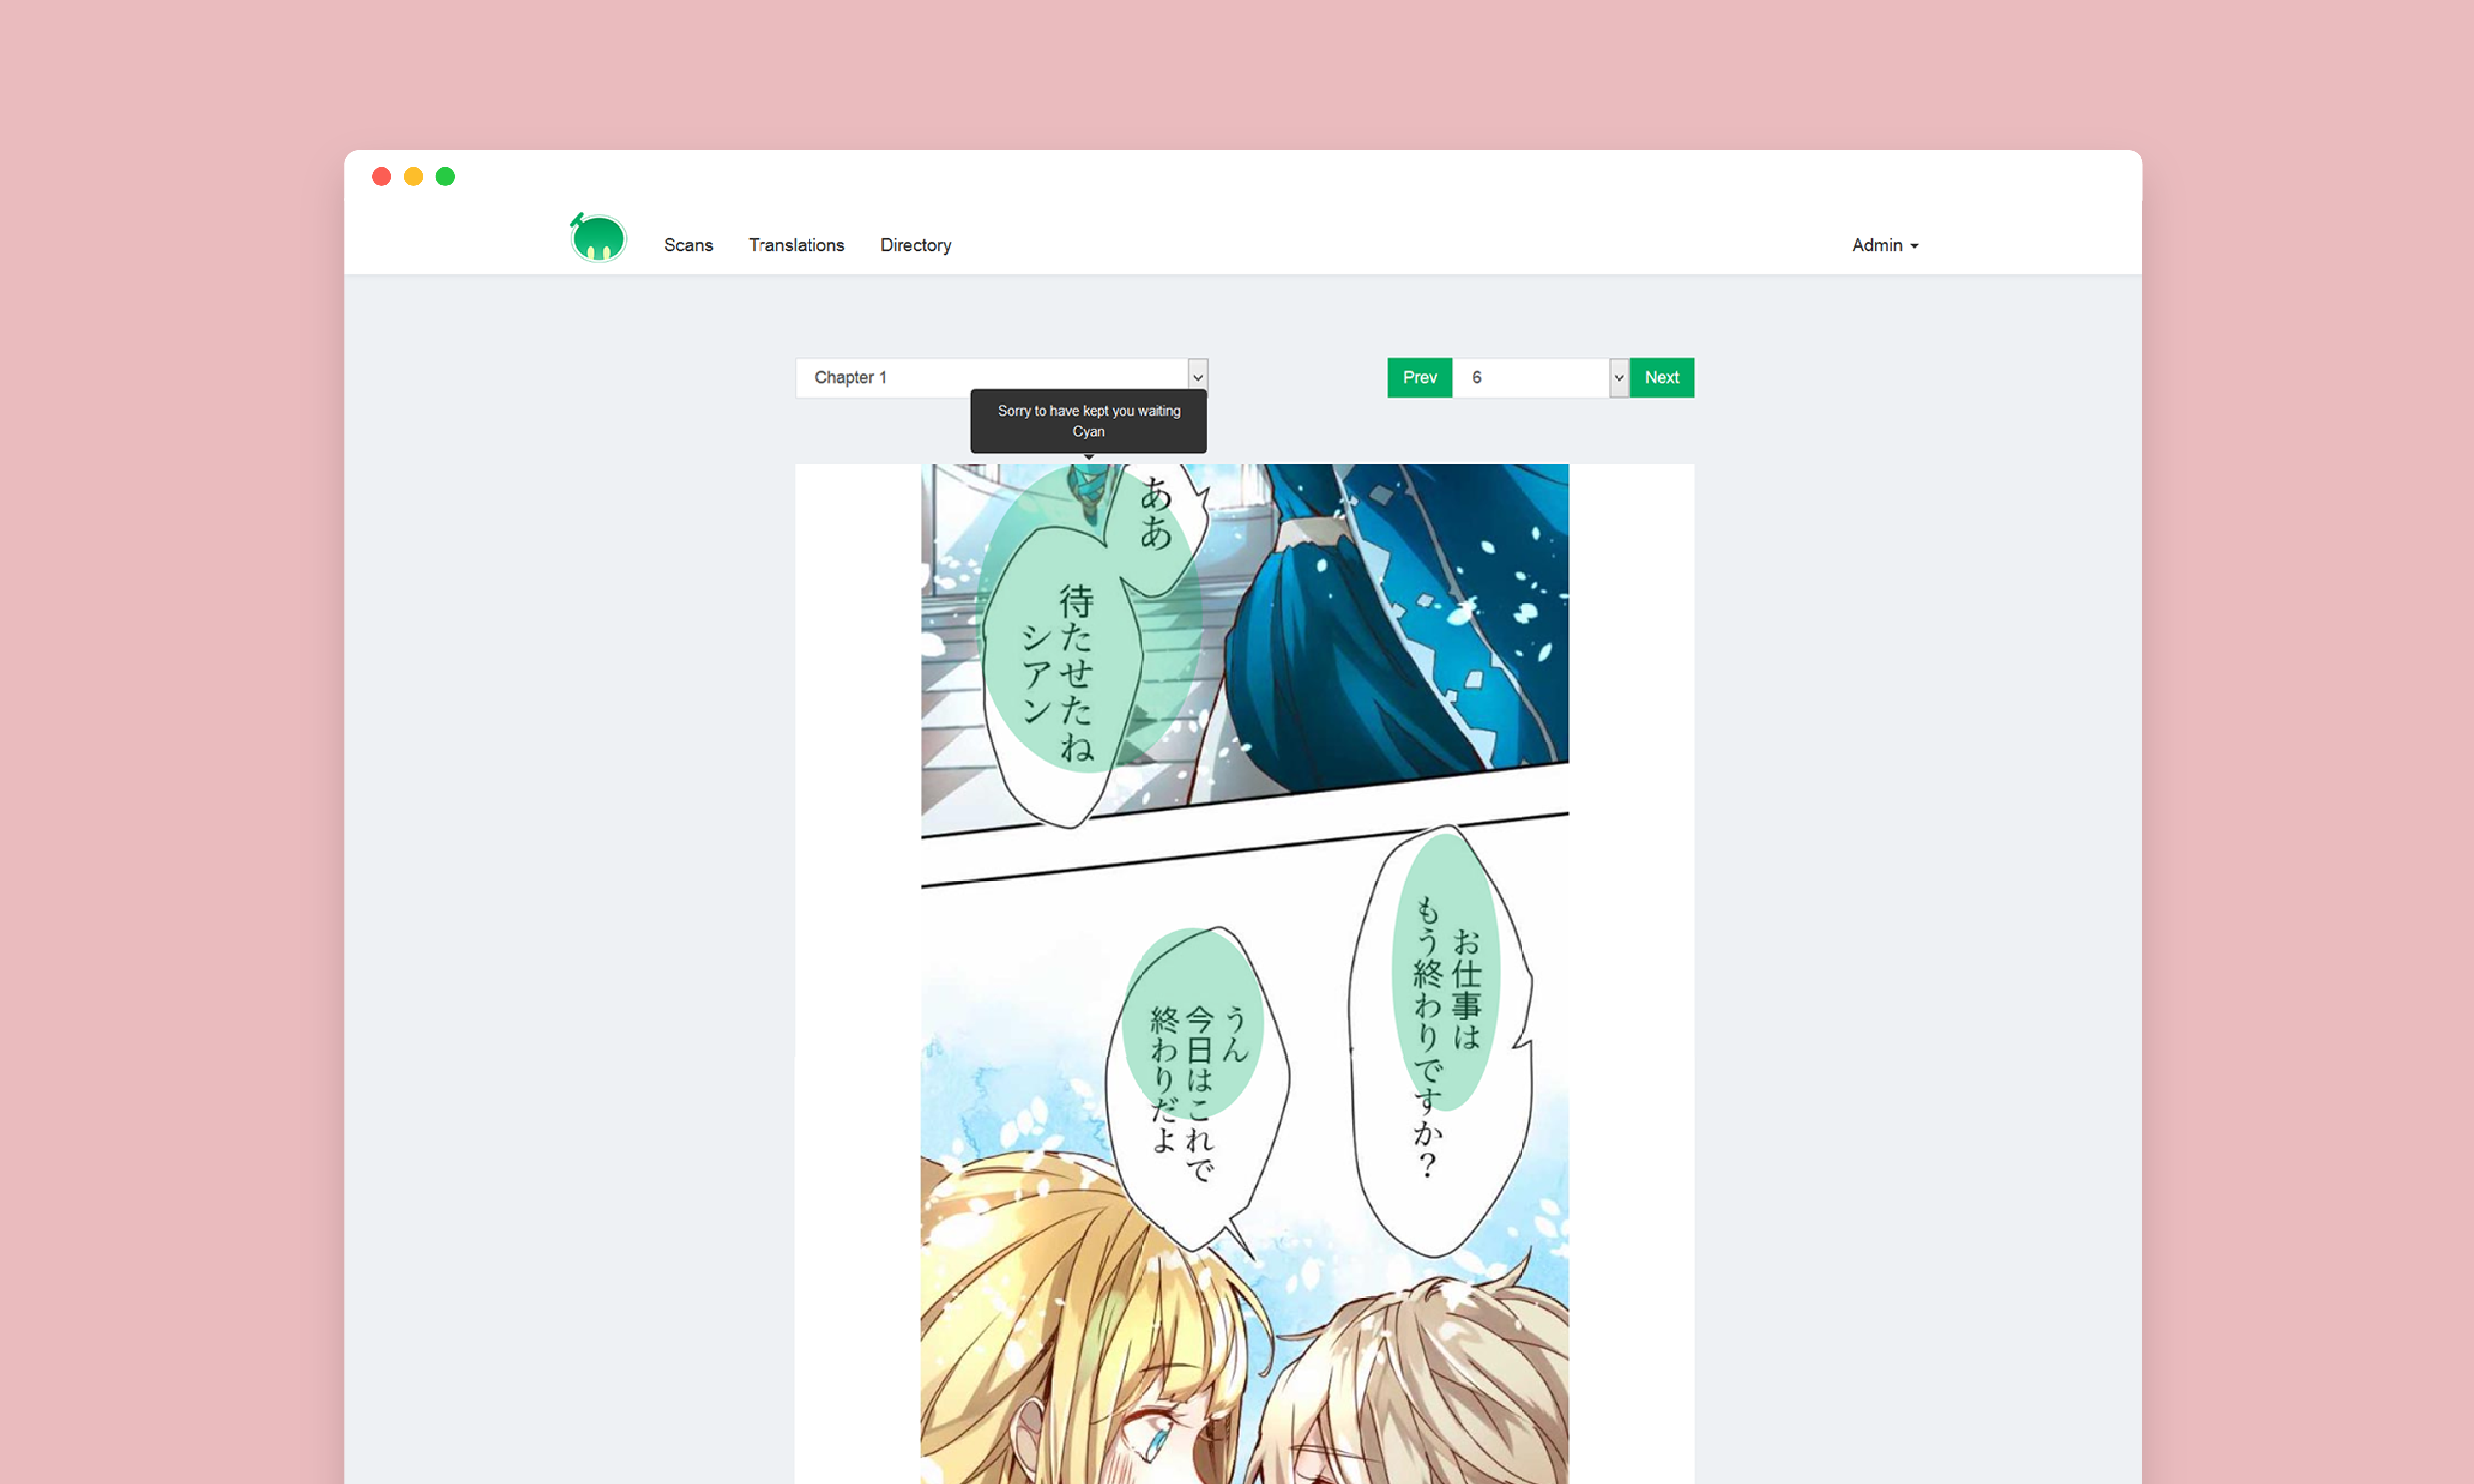 Scans
Translations
Directory
Admin
Chapter 1
Prev
6
Next
Sorry to have kept you waiting
Cyan
ああ
待たせたね
シアン
お仕事は
もう終わりですか？
うん
今日はこれで
終わりだよ